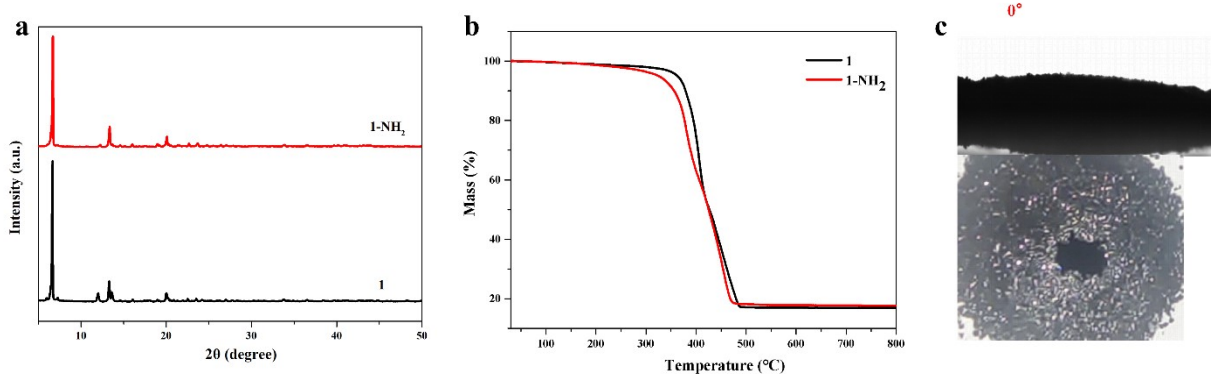 a
1-NH₂
1
Intensity (a.u.)
5 10 20 30 40 50
2θ (degree)
b
1
1-NH₂
100
80
60
40
20
Mass (%)
100 200 300 400 500 600 700 800
Temperature (°C)
c
0°